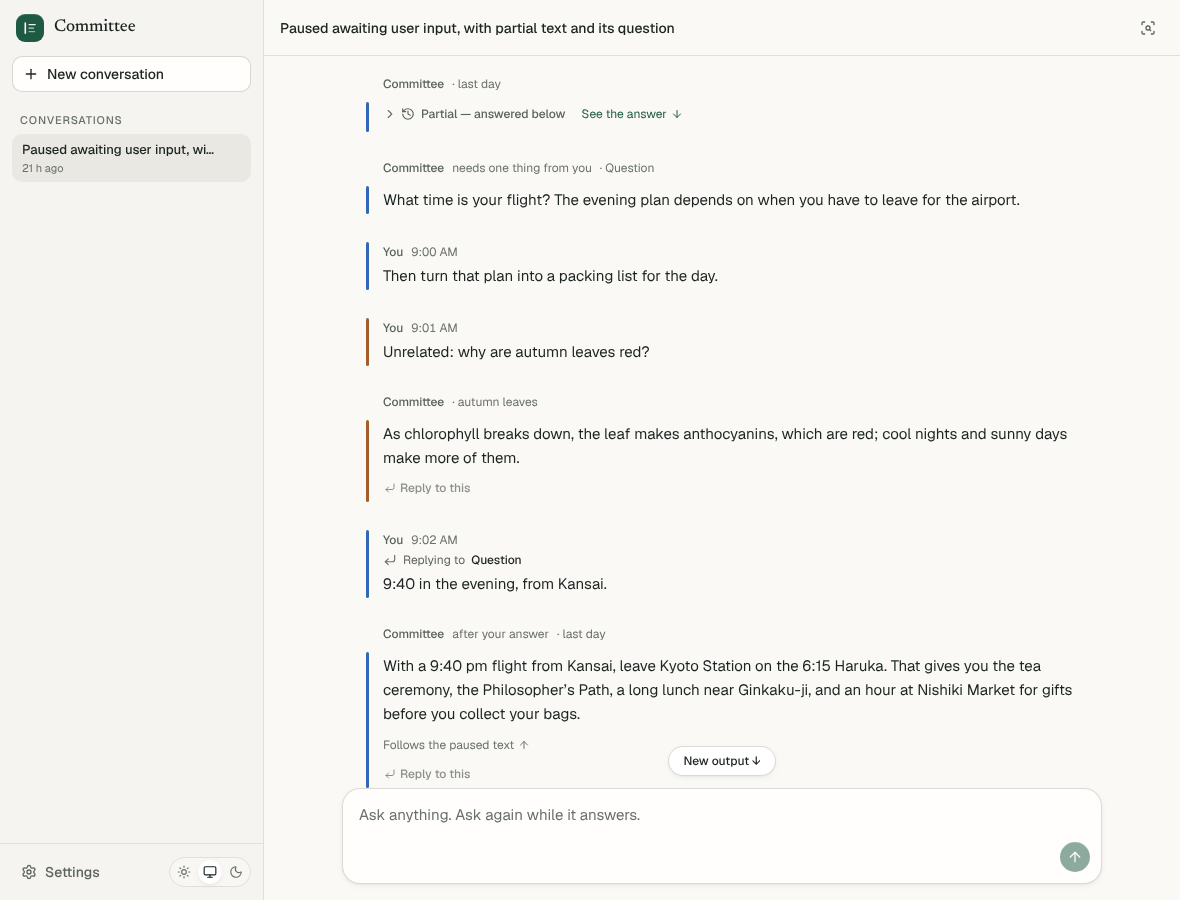 Committee
New conversation
CONVERSATIONS
Paused awaiting user input, wi…
21 h ago
Settings
Paused awaiting user input, with partial text and its question
Committee · last day
Partial — answered below See the answer ↓
Committee needs one thing from you · Question
What time is your flight? The evening plan depends on when you have to leave for the airport.
You 9:00 AM
Then turn that plan into a packing list for the day.
You 9:01 AM
Unrelated: why are autumn leaves red?
Committee · autumn leaves
As chlorophyll breaks down, the leaf makes anthocyanins, which are red; cool nights and sunny days
make more of them.
Reply to this
You 9:02 AM
Replying to Question
9:40 in the evening, from Kansai.
Committee after your answer · last day
With a 9:40 pm flight from Kansai, leave Kyoto Station on the 6:15 Haruka. That gives you the tea
ceremony, the Philosopher’s Path, a long lunch near Ginkaku-ji, and an hour at Nishiki Market for gifts
before you collect your bags.
Follows the paused text ↑
New output ↓
Reply to this
Ask anything. Ask again while it answers.